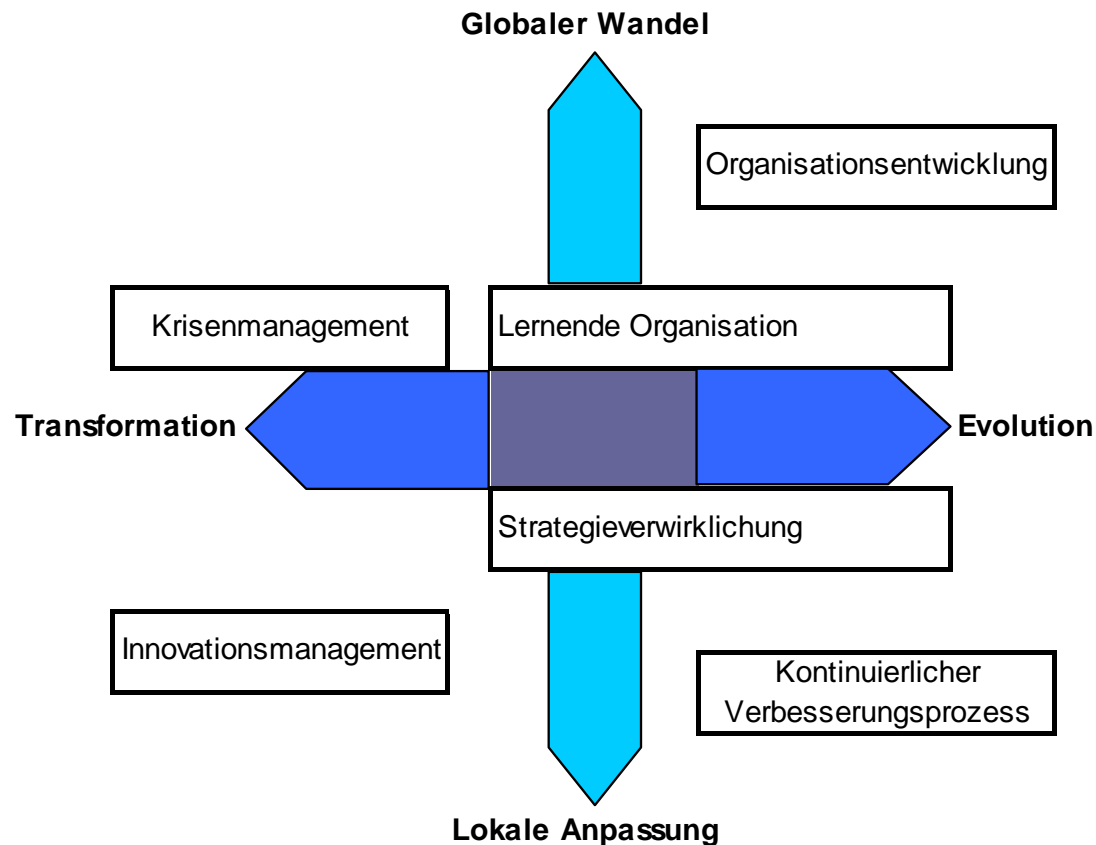 Globaler Wandel
Organisationsentwicklung
Krisenmanagement
Lernende Organisation
Transformation
Evolution
Strategieverwirklichung
Innovationsmanagement
Kontinuierlicher
Verbesserungsprozess
Lokale Anpassung